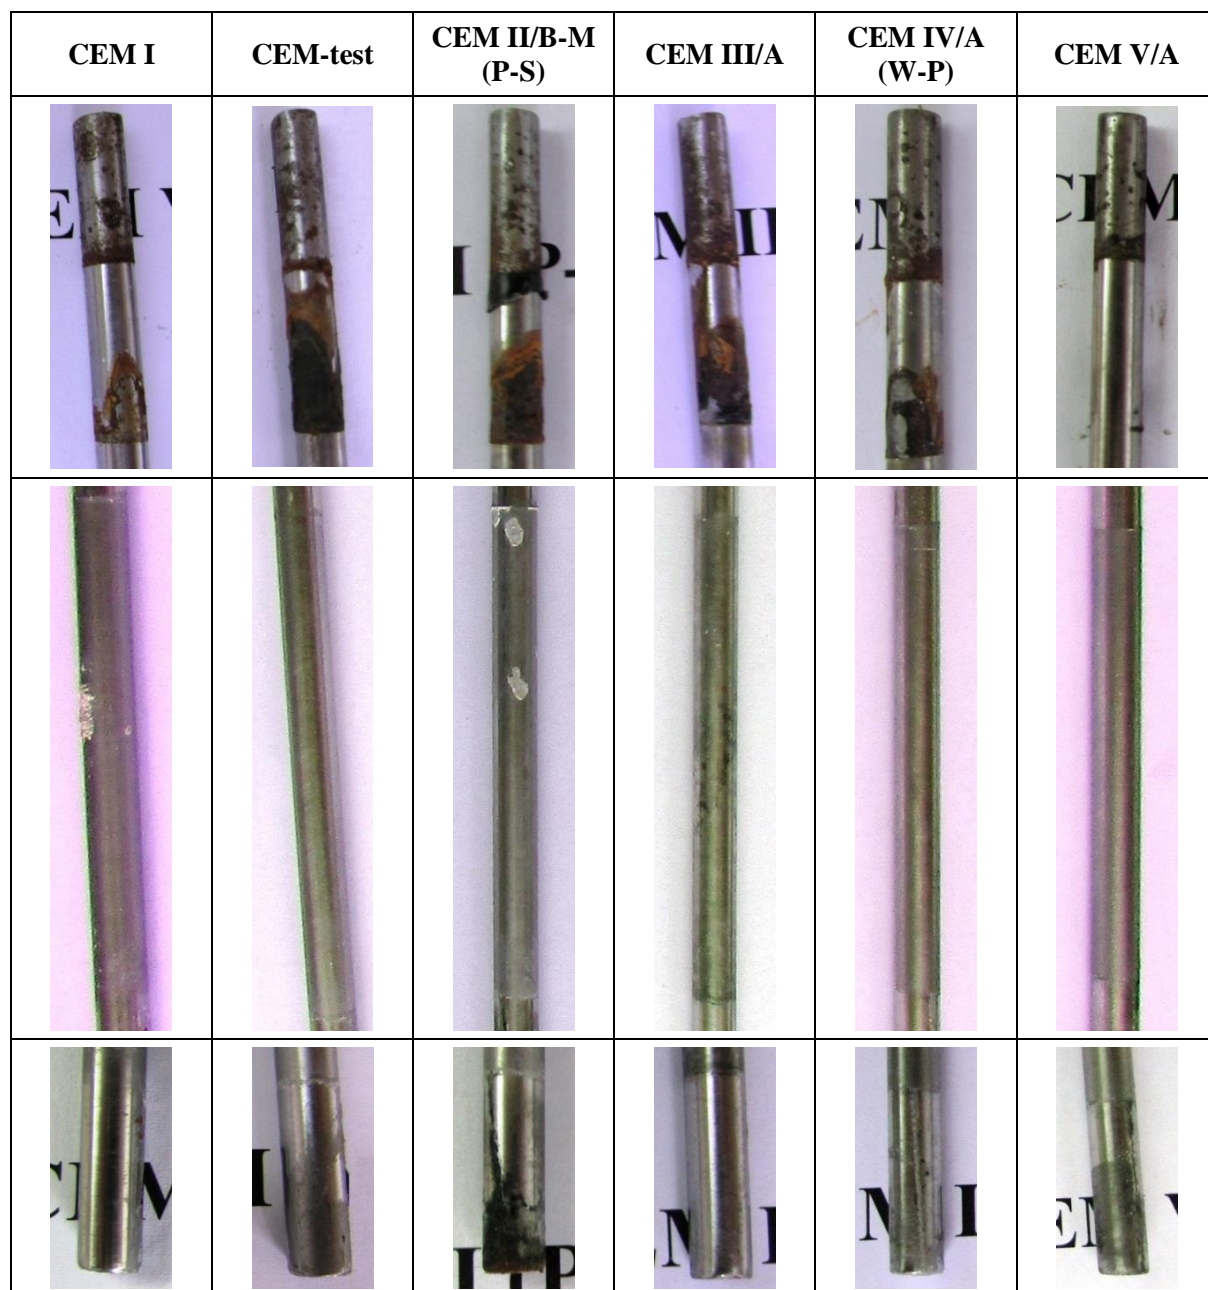 CEM I
CEM-test
CEM II/B-M
(P-S)
CEM III/A
CEM IV/A
(W-P)
CEM V/A